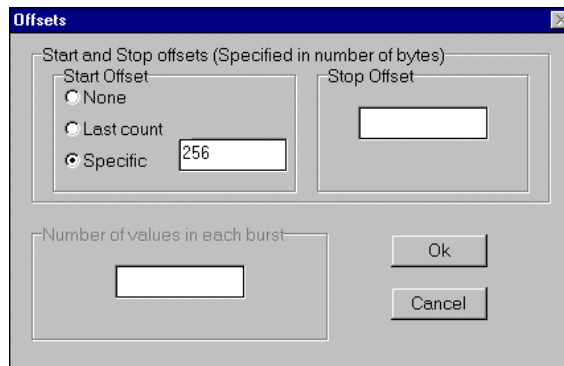 Offsets
Start and Stop offsets (Specified in number of bytes)
Start Offset
None
Last count
Specific
256
Stop Offset
Number of values in each burst
Ok
Cancel